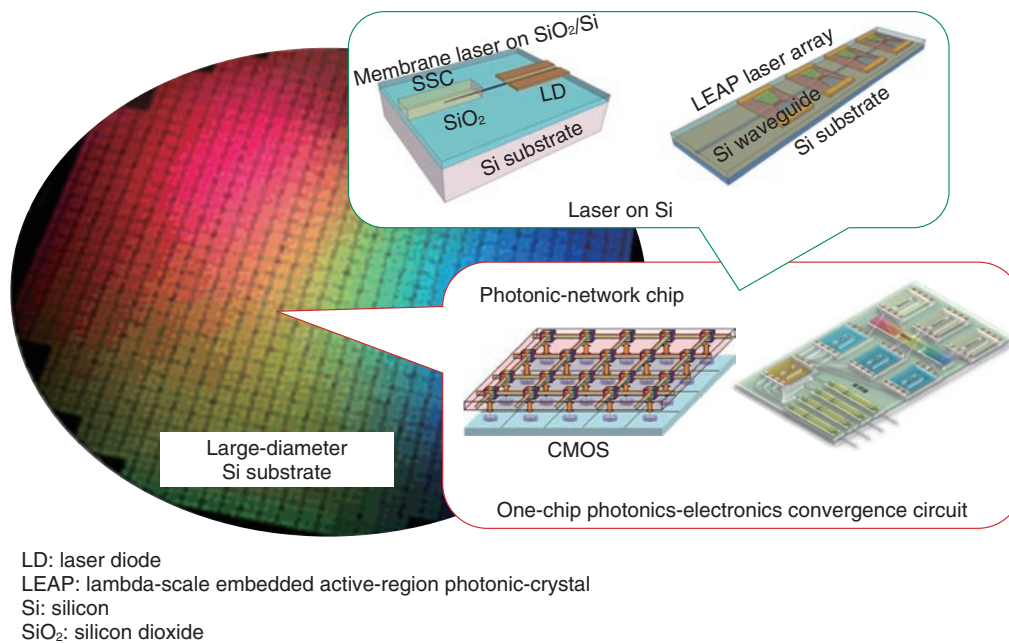 Membrane laser on SiO₂/Si
SSC
LD
SiO₂
Si substrate
LEAP laser array
Si waveguide
Si substrate
Laser on Si
Photonic-network chip
CMOS
One-chip photonics-electronics convergence circuit
Large-diameter
Si substrate
LD: laser diode
LEAP: lambda-scale embedded active-region photonic-crystal
Si: silicon
SiO₂: silicon dioxide